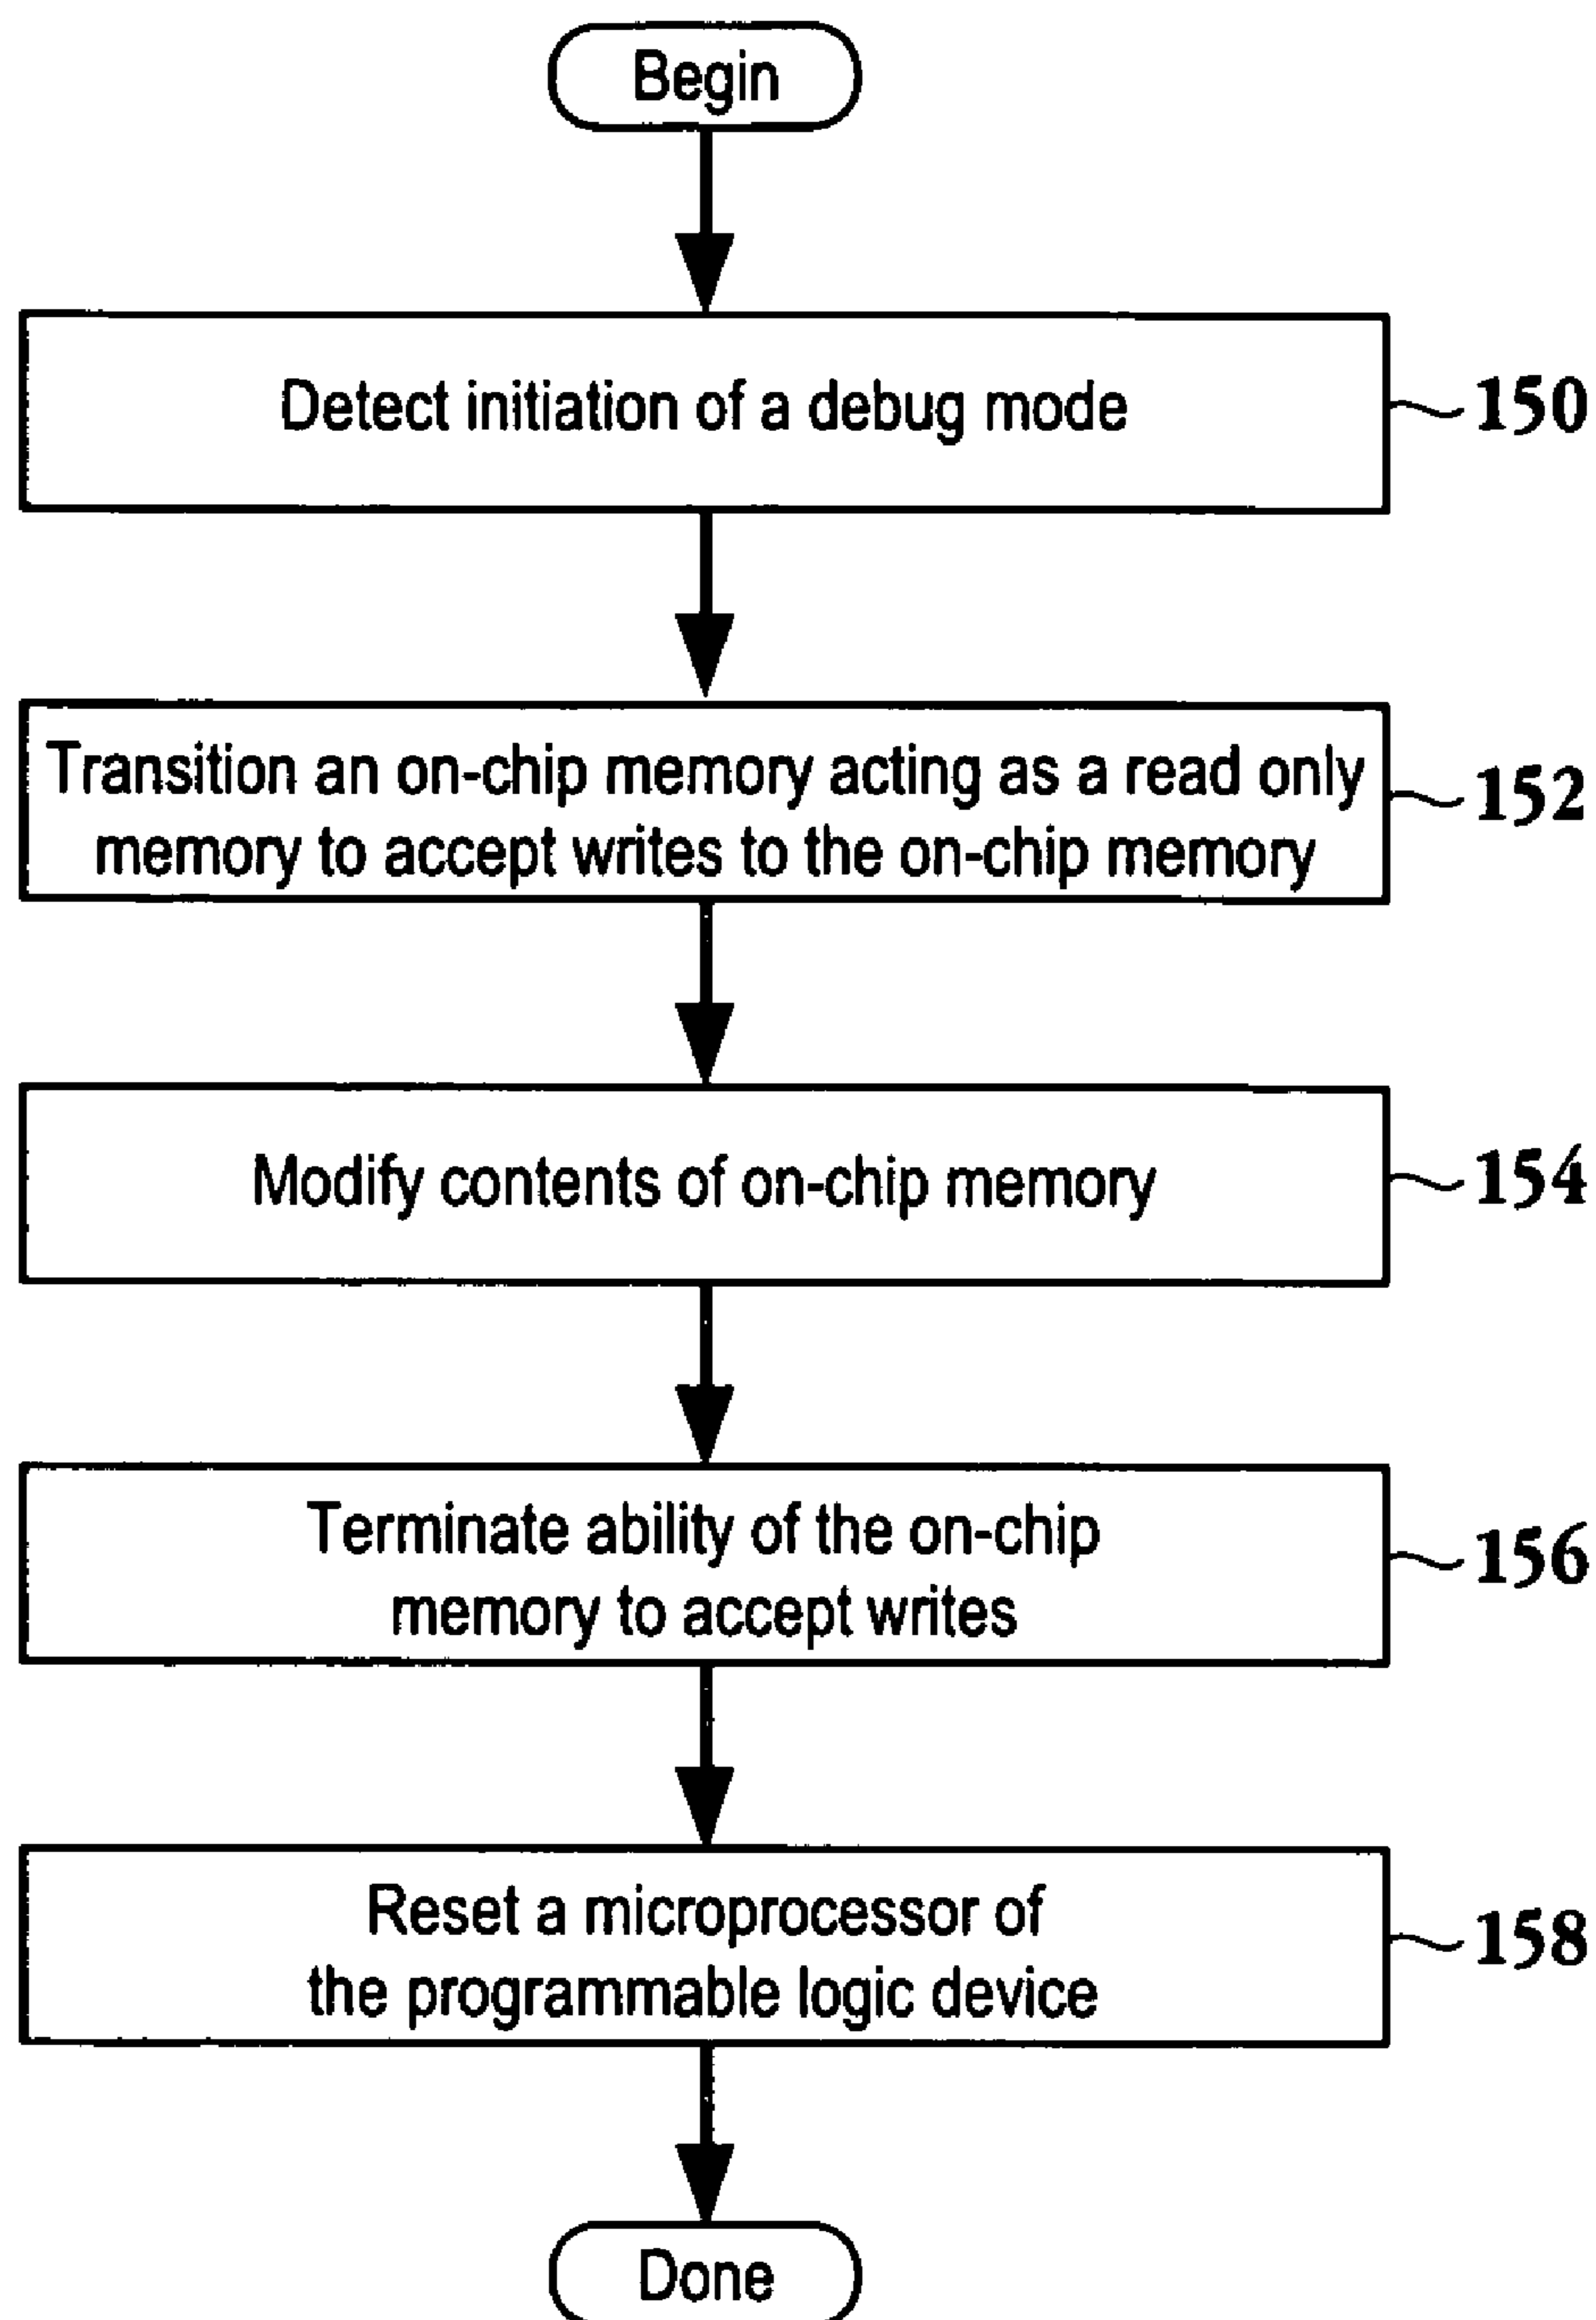 Begin
Detect initiation of a debug mode
150
Transition an on-chip memory acting as a read only
memory to accept writes to the on-chip memory
152
Modify contents of on-chip memory
154
Terminate ability of the on-chip
memory to accept writes
156
Reset a microprocessor of
the programmable logic device
158
Done